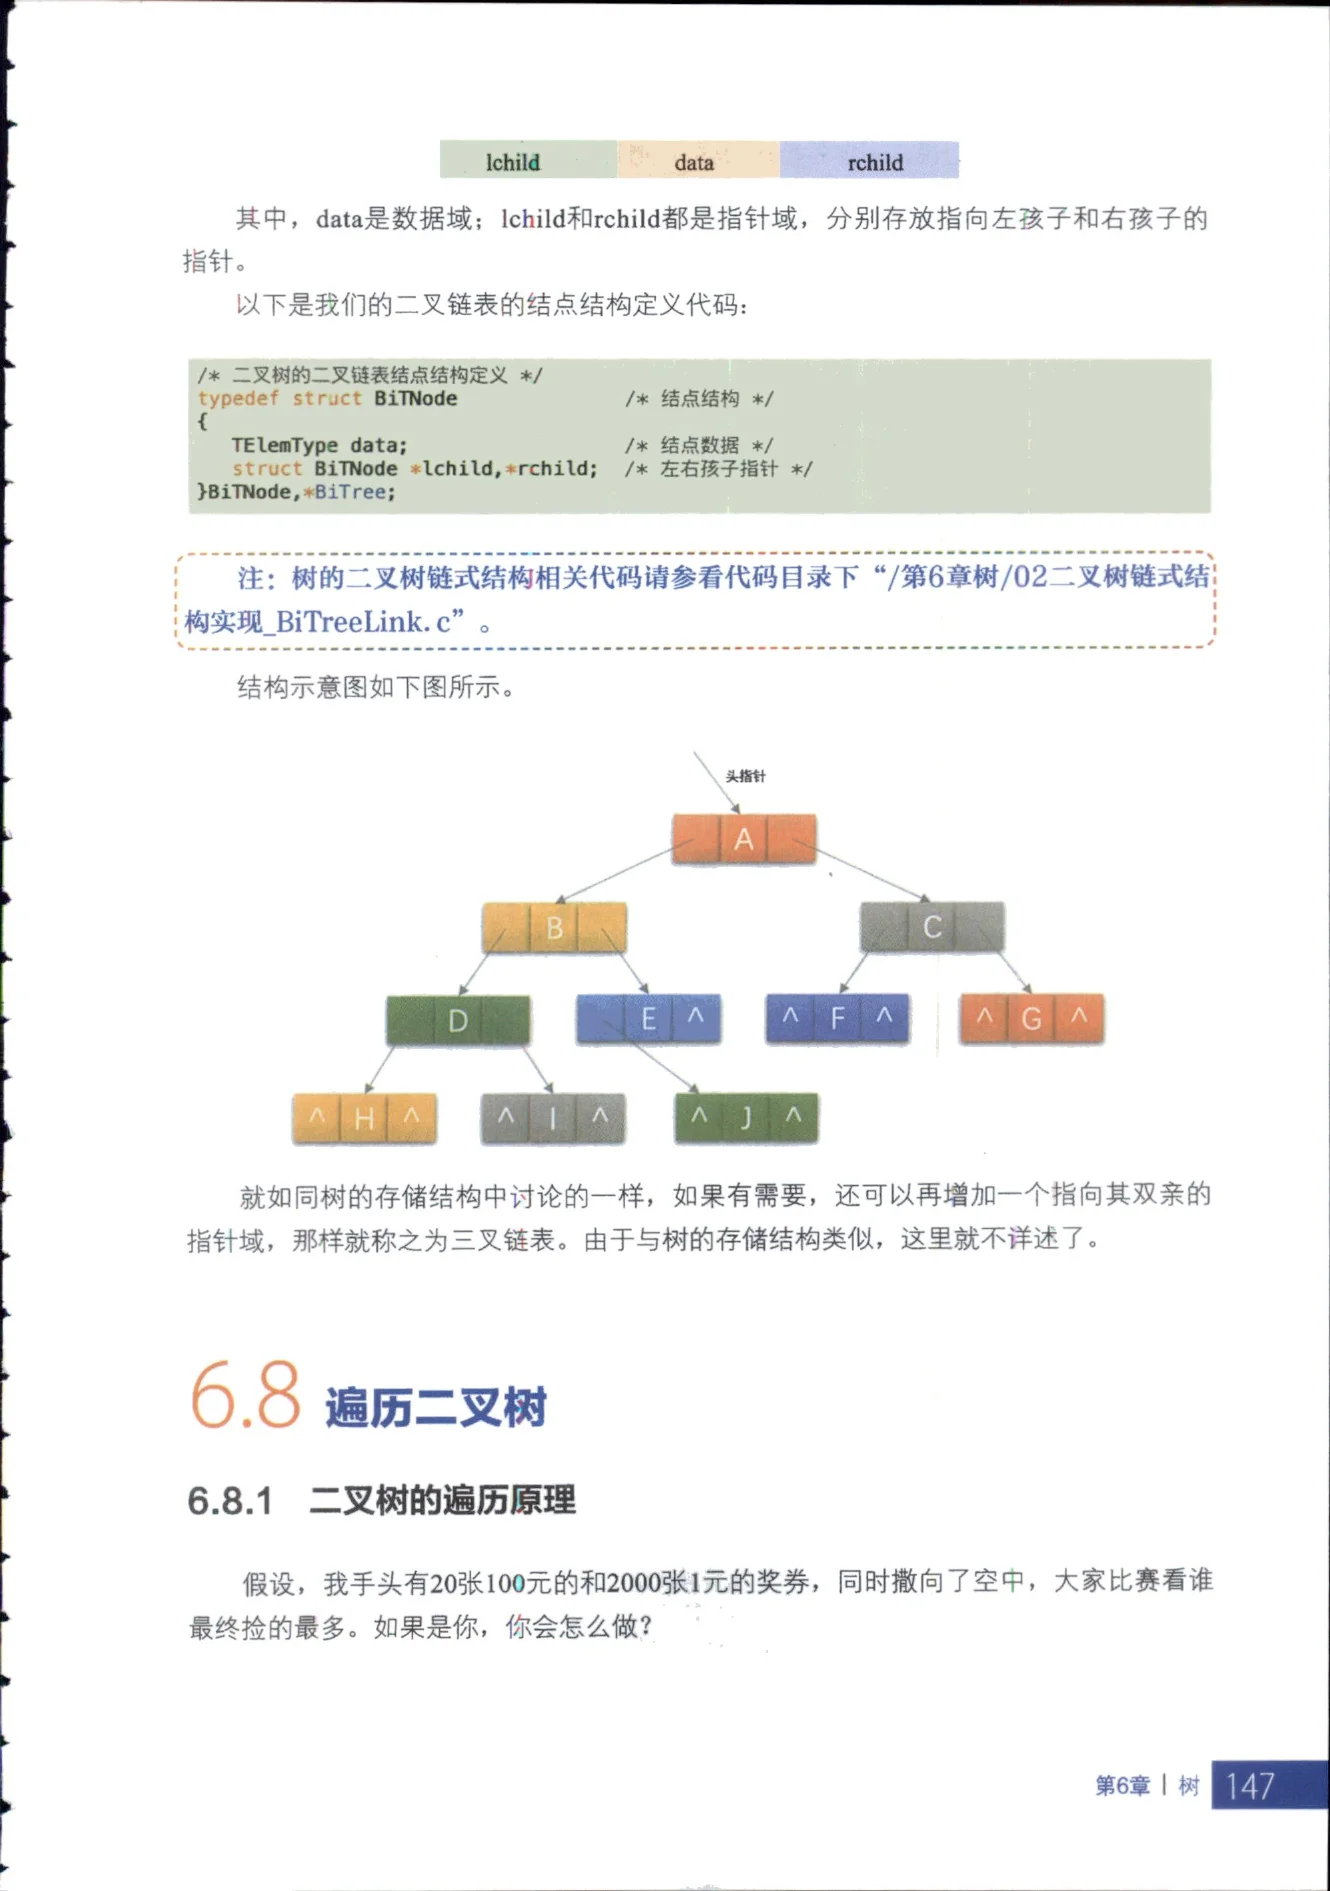 lchild data rchild
其中，data是数据域；lchild和rchild都是指针域，分别存放指向左孩子和右孩子的
指针。
以下是我们的二叉链表的结点结构定义代码：
/* 二叉树的二叉链表结点结构定义 */
typedef struct BiTNode /* 结点结构 */
{
TElemType data; /* 结点数据 */
struct BiTNode *lchild,*rchild; /* 左右孩子指针 */
}BiTNode,*BiTree;
注：树的二叉树链式结构相关代码请参看代码目录下“/第6章树/02二叉树链式结
构实现_BiTreeLink.c”。
结构示意图如下图所示。
头指针
A
B C
D E ^ ^ F ^ ^ G ^
^ H ^ ^ I ^ ^ J ^
就如同树的存储结构中讨论的一样，如果有需要，还可以再增加一个指向其双亲的
指针域，那样就称之为三叉链表。由于与树的存储结构类似，这里就不详述了。
6.8 遍历二叉树
6.8.1 二叉树的遍历原理
假设，我手头有20张100元的和2000张1元的奖券，同时撒向了空中，大家比赛看谁
最终捡的最多。如果是你，你会怎么做？
第6章 | 树 147